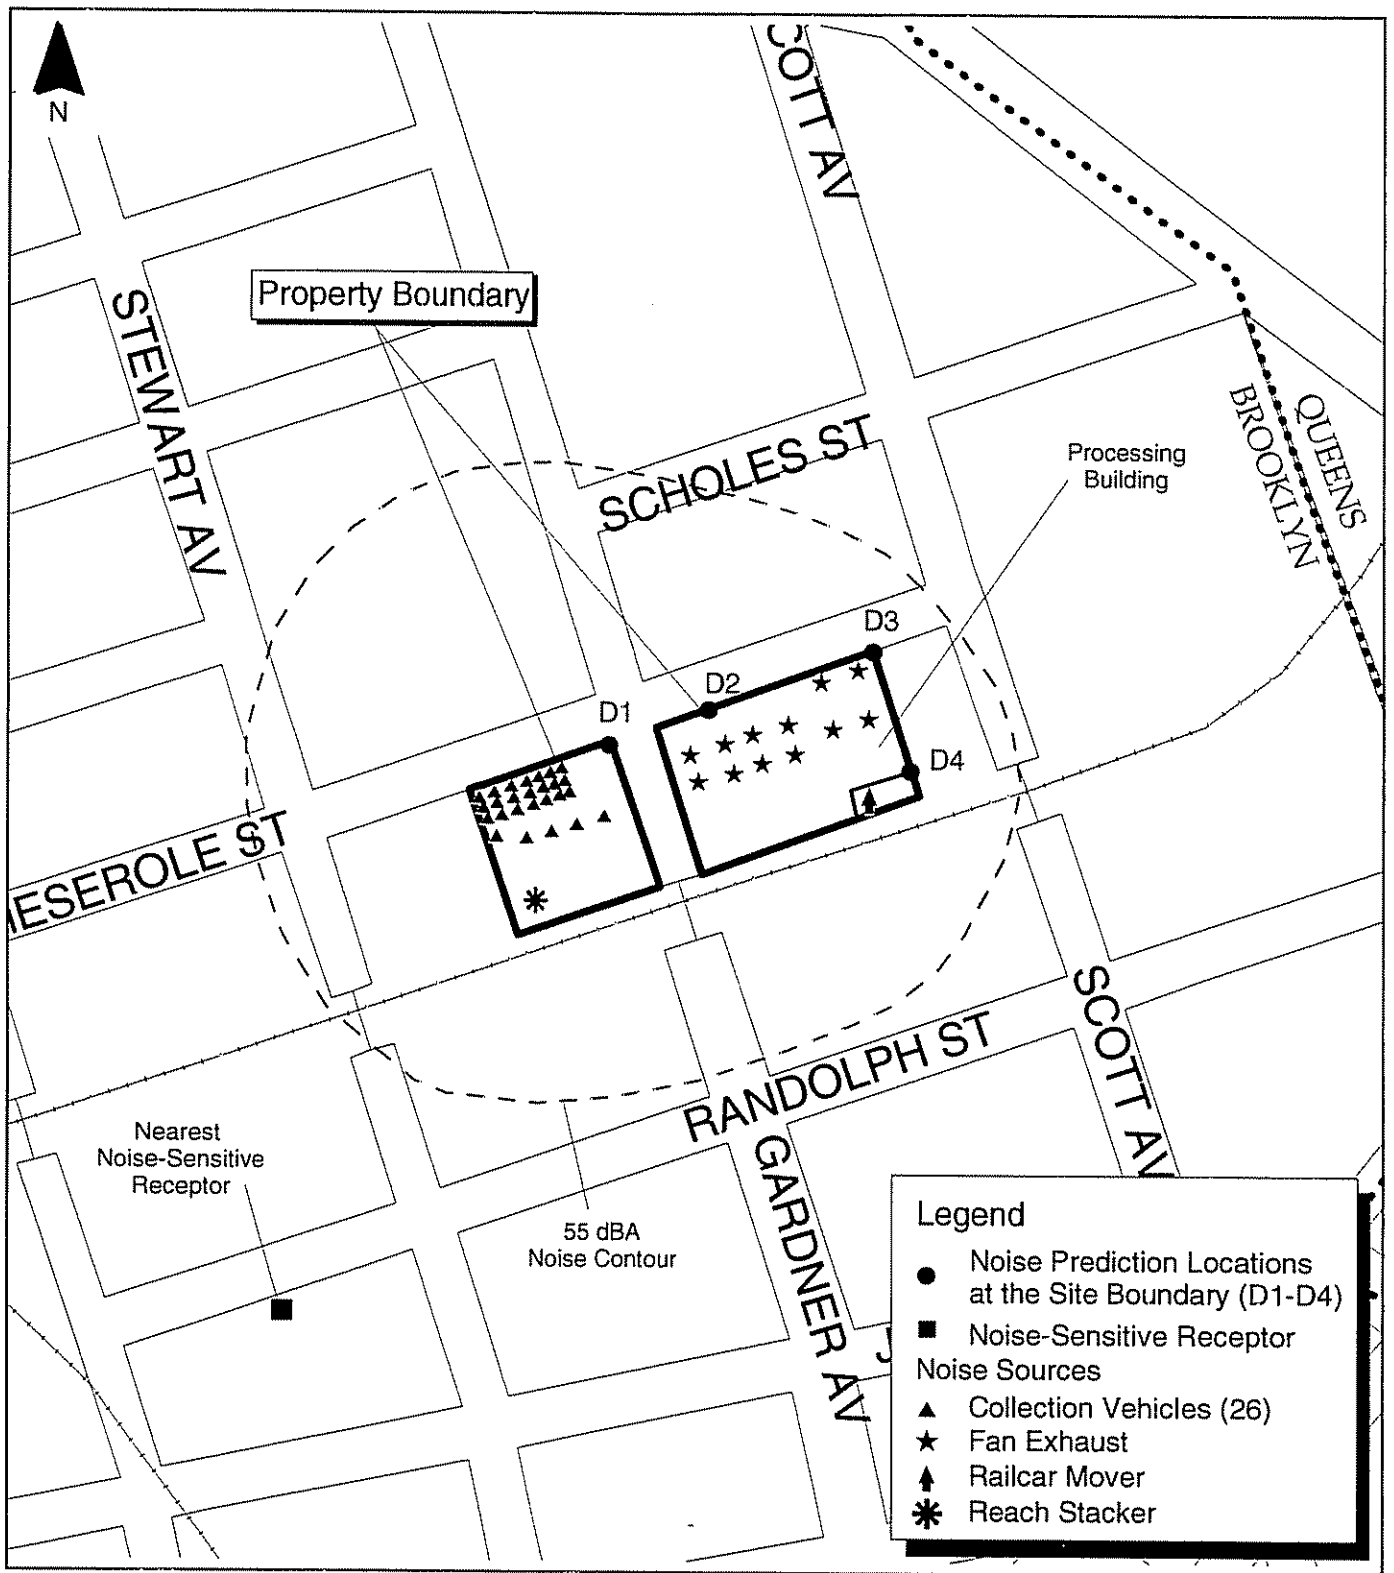 N
COTT AV
Property Boundary
STEWART AV
QUEENS
BROOKLYN
SCHOLES ST
Processing
Building
D3
D2
D1
D4
IESEROLE ST
SCOTT AV
RANDOLPH ST
Nearest
Noise-Sensitive
Receptor
GARDNER AV
55 dBA
Noise Contour
J
Legend
Noise Prediction Locations
at the Site Boundary (D1-D4)
Noise-Sensitive Receptor
Noise Sources
Collection Vehicles (26)
Fan Exhaust
Railcar Mover
Reach Stacker